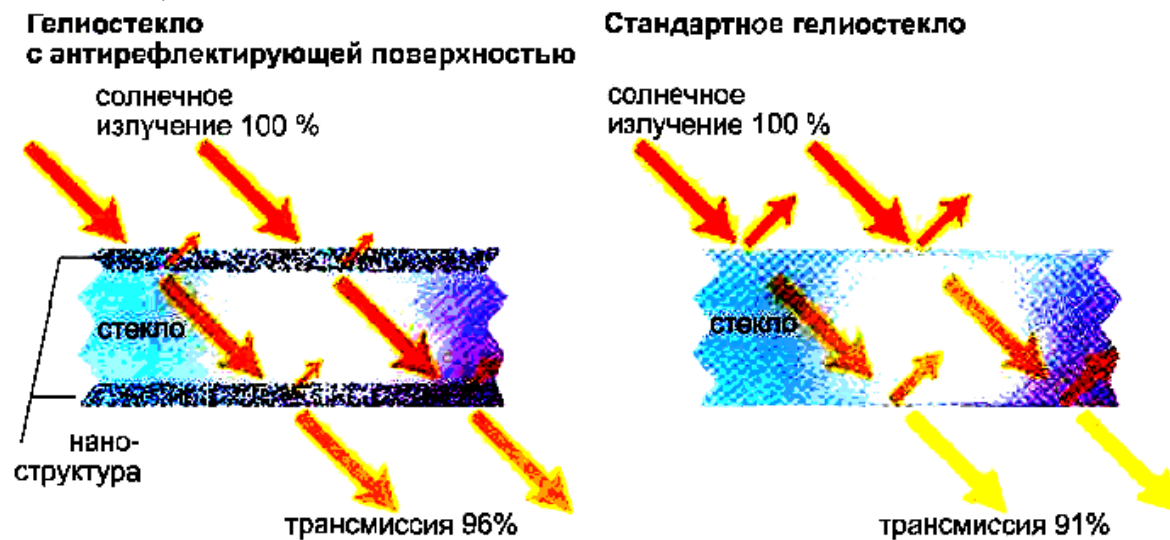 Гелиостекло
с антирефлектирующей поверхностью
солнечное
излучение 100 %
стекло
нано-
структура
трансмиссия 96%
Стандартное гелиостекло
солнечное
излучение 100 %
стекло
трансмиссия 91%